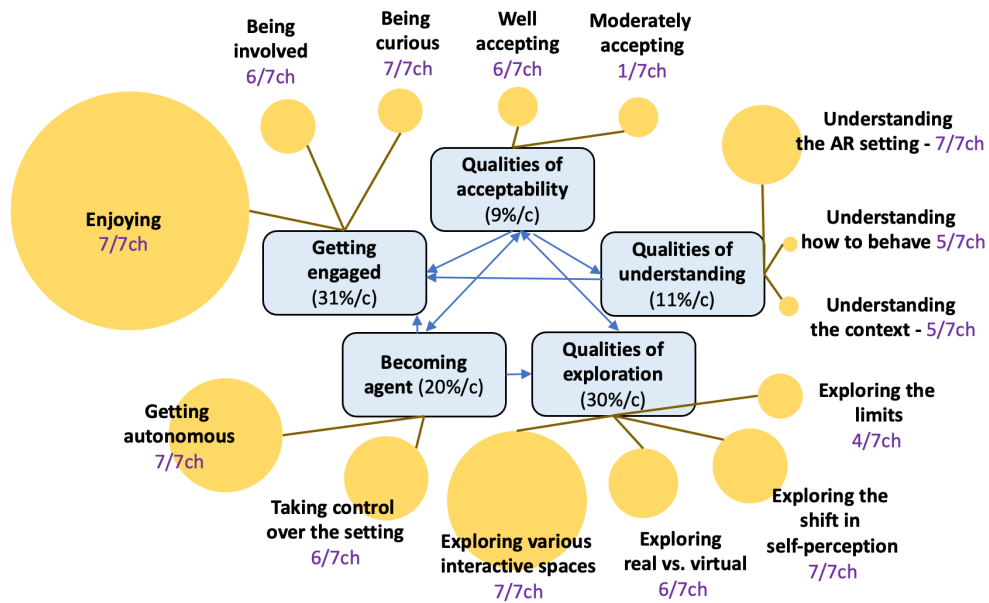 Being
involved
6/7ch
Being
curious
7/7ch
Well
accepting
6/7ch
Moderately
accepting
1/7ch
Understanding
the AR setting - 7/7ch
Qualities of
acceptability
(9%/c)
Enjoying
7/7ch
Getting
engaged
(31%/c)
Qualities of
understanding
(11%/c)
Understanding
how to behave 5/7ch
Understanding
the context - 5/7ch
Becoming
agent (20%/c)
Qualities of
exploration
(30%/c)
Exploring the
limits
4/7ch
Getting
autonomous
7/7ch
Taking control
over the setting
6/7ch
Exploring various
interactive spaces
7/7ch
Exploring
real vs. virtual
6/7ch
Exploring the
shift in
self-perception
7/7ch